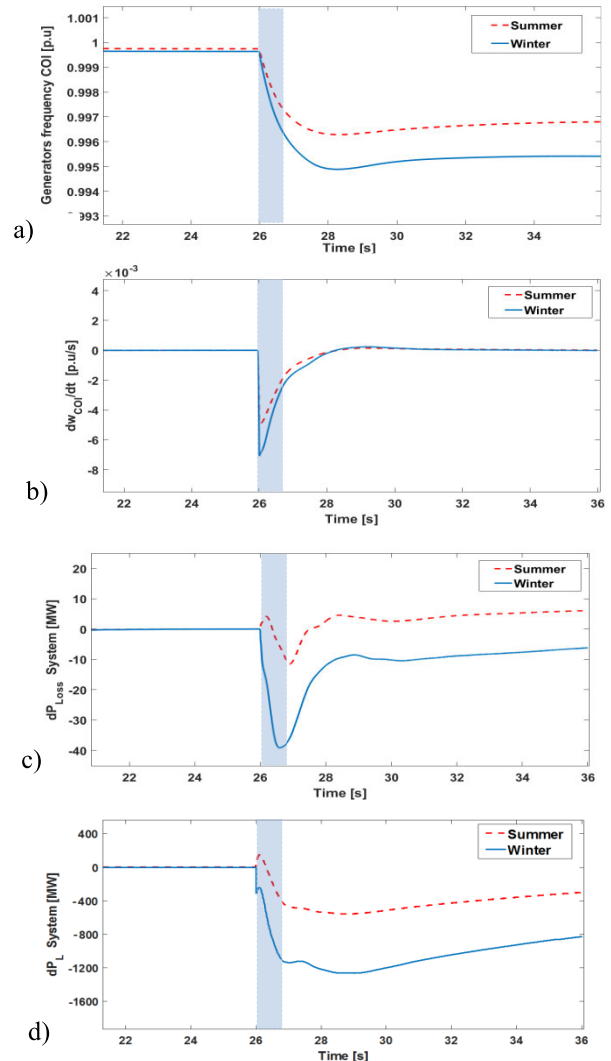 1.001
1
0.999
0.998
0.997
0.996
0.995
0.994
393
Generators frequency COI [p.u]
Summer
Winter
22 24 26 28 30 32 34
Time [s]
a)
×10⁻³
4
2
0
-2
-4
-6
-8
dw_COI/dt [p.u/s]
Summer
Winter
22 24 26 28 30 32 34 36
Time [s]
b)
20
10
0
-10
-20
-30
-40
dP_Loss System [MW]
Summer
Winter
22 24 26 28 30 32 34 36
Time [s]
c)
400
0
-400
-800
-1200
-1600
dP_L System [MW]
Summer
Winter
22 24 26 28 30 32 34 36
Time [s]
d)